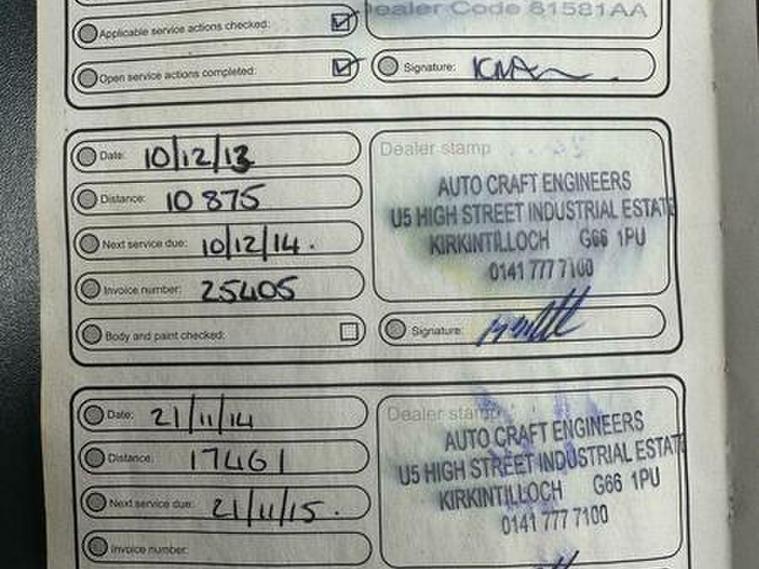 Dealer Code 81581AA
Applicable service actions checked:
Open service actions completed:
Signature:
Date: 10/12/13
Distance: 10 875
Next service due: 10/12/14.
Invoice number: 25405
Body and paint checked:
Dealer stamp
AUTO CRAFT ENGINEERS
U5 HIGH STREET INDUSTRIAL ESTATE
KIRKINTILLOCH G66 1PU
0141 777 7100
Signature:
Date: 21/11/14
Distance: 17461
Next service due: 21/11/15.
Invoice number:
Dealer stamp
AUTO CRAFT ENGINEERS
U5 HIGH STREET INDUSTRIAL ESTAT
KIRKINTILLOCH G66 1PU
0141 777 7100